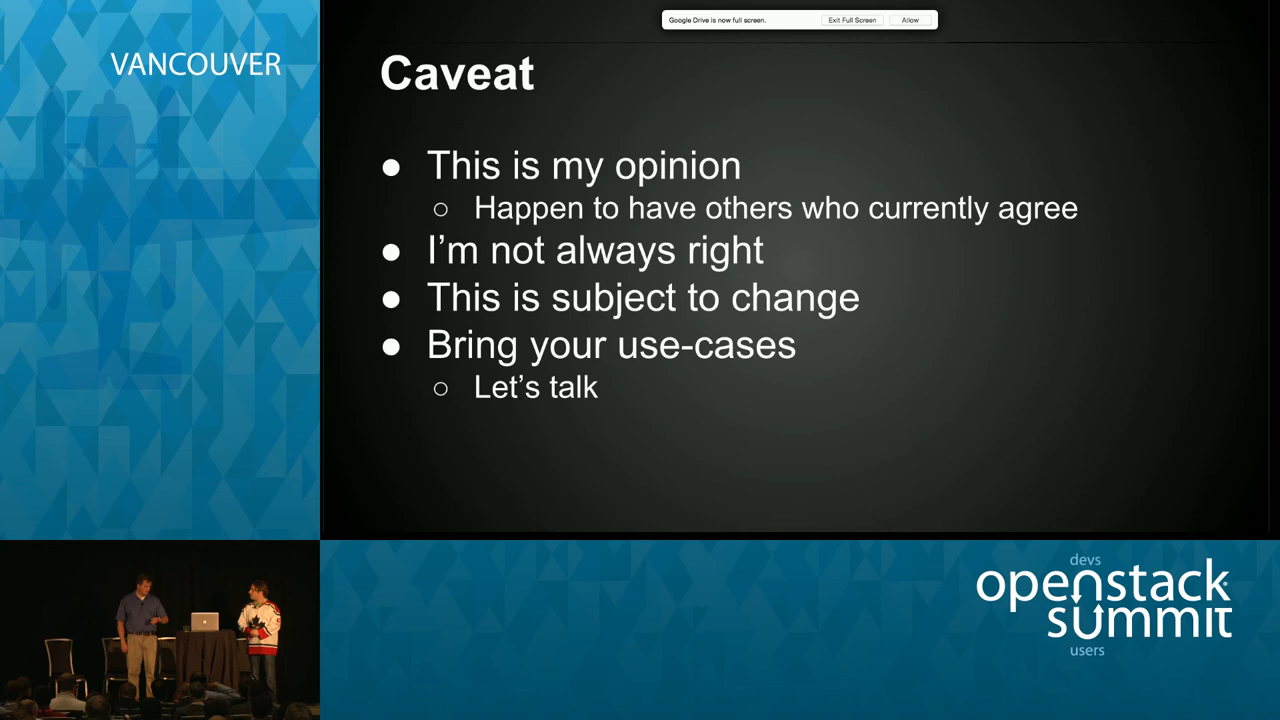 VANCOUVER
Google Drive is now full screen.
Exit Full Screen
Allow
Caveat
● This is my opinion
○ Happen to have others who currently agree
● I'm not always right
● This is subject to change
● Bring your use-cases
○ Let's talk
devs
openstack
summit
users